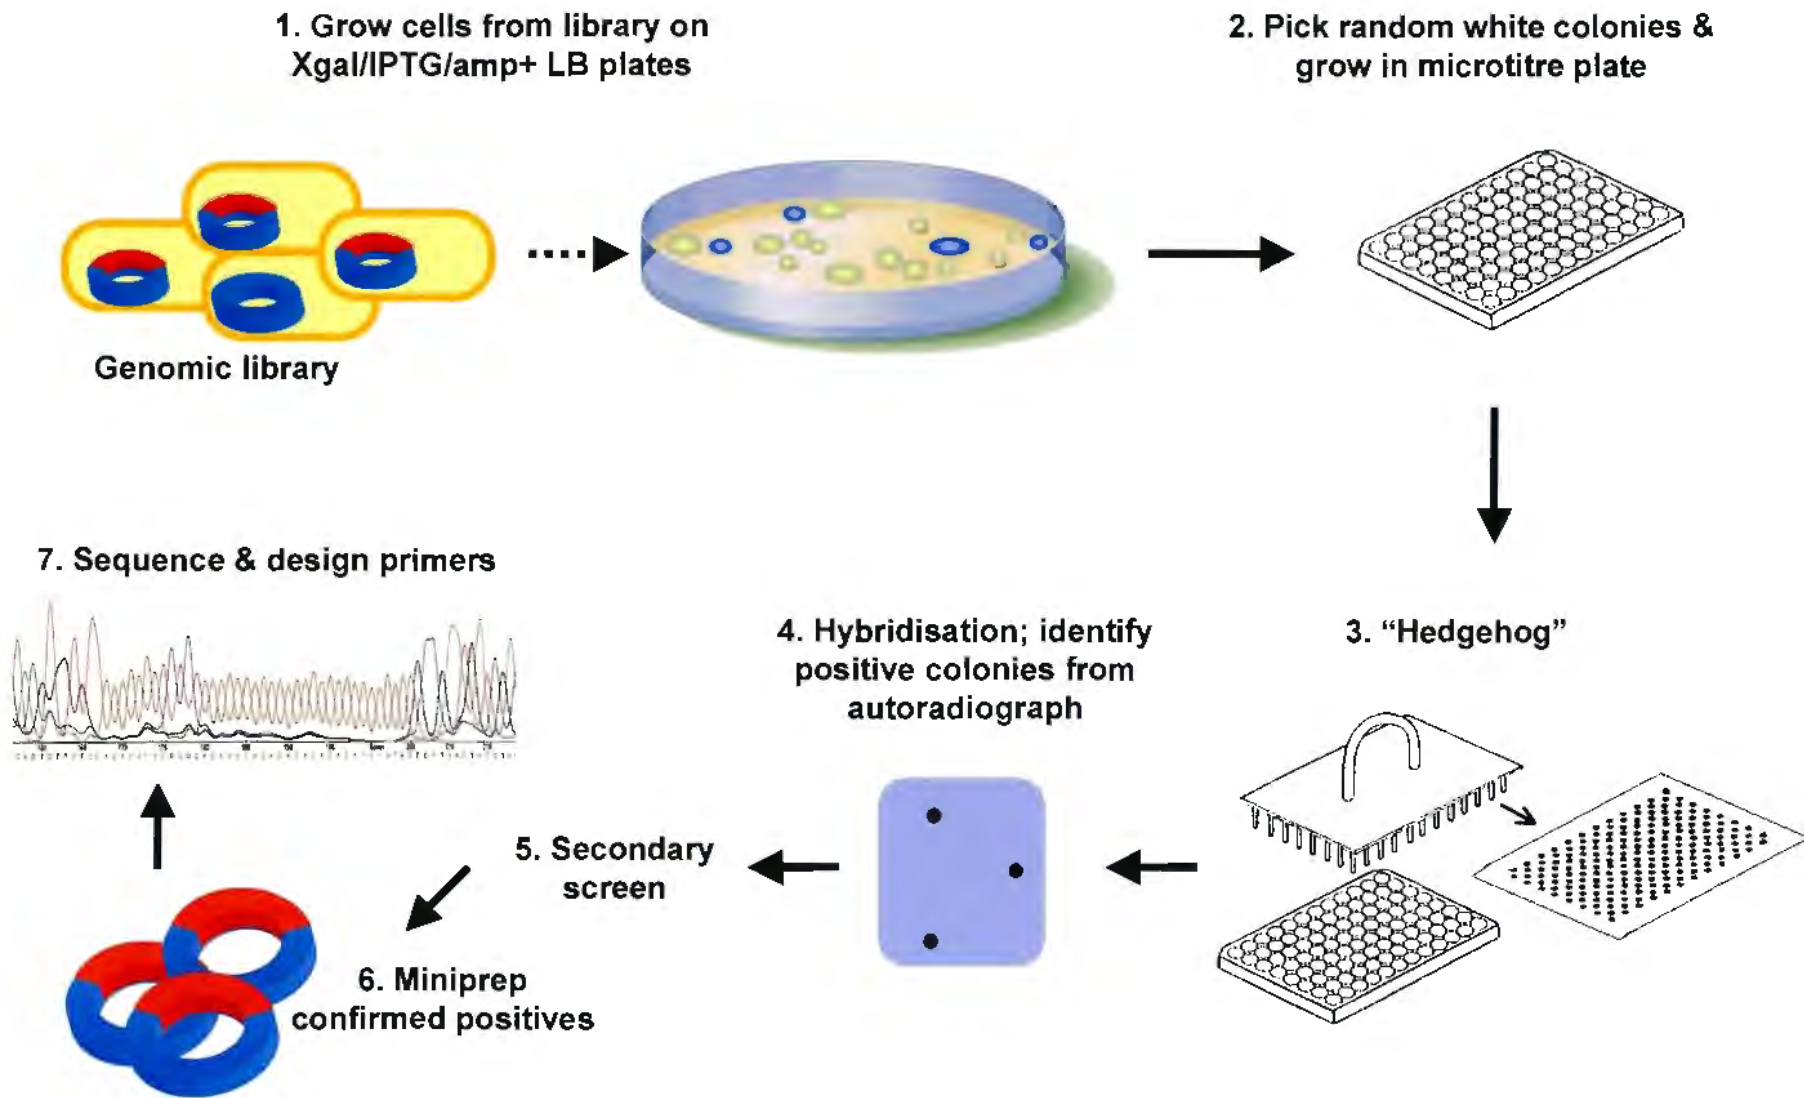 1. Grow cells from library on
Xgal/IPTG/amp+ LB plates
2. Pick random white colonies &
grow in microtitre plate
Genomic library
7. Sequence & design primers
4. Hybridisation; identify
positive colonies from
autoradiograph
3. “Hedgehog”
5. Secondary
screen
6. Miniprep
confirmed positives